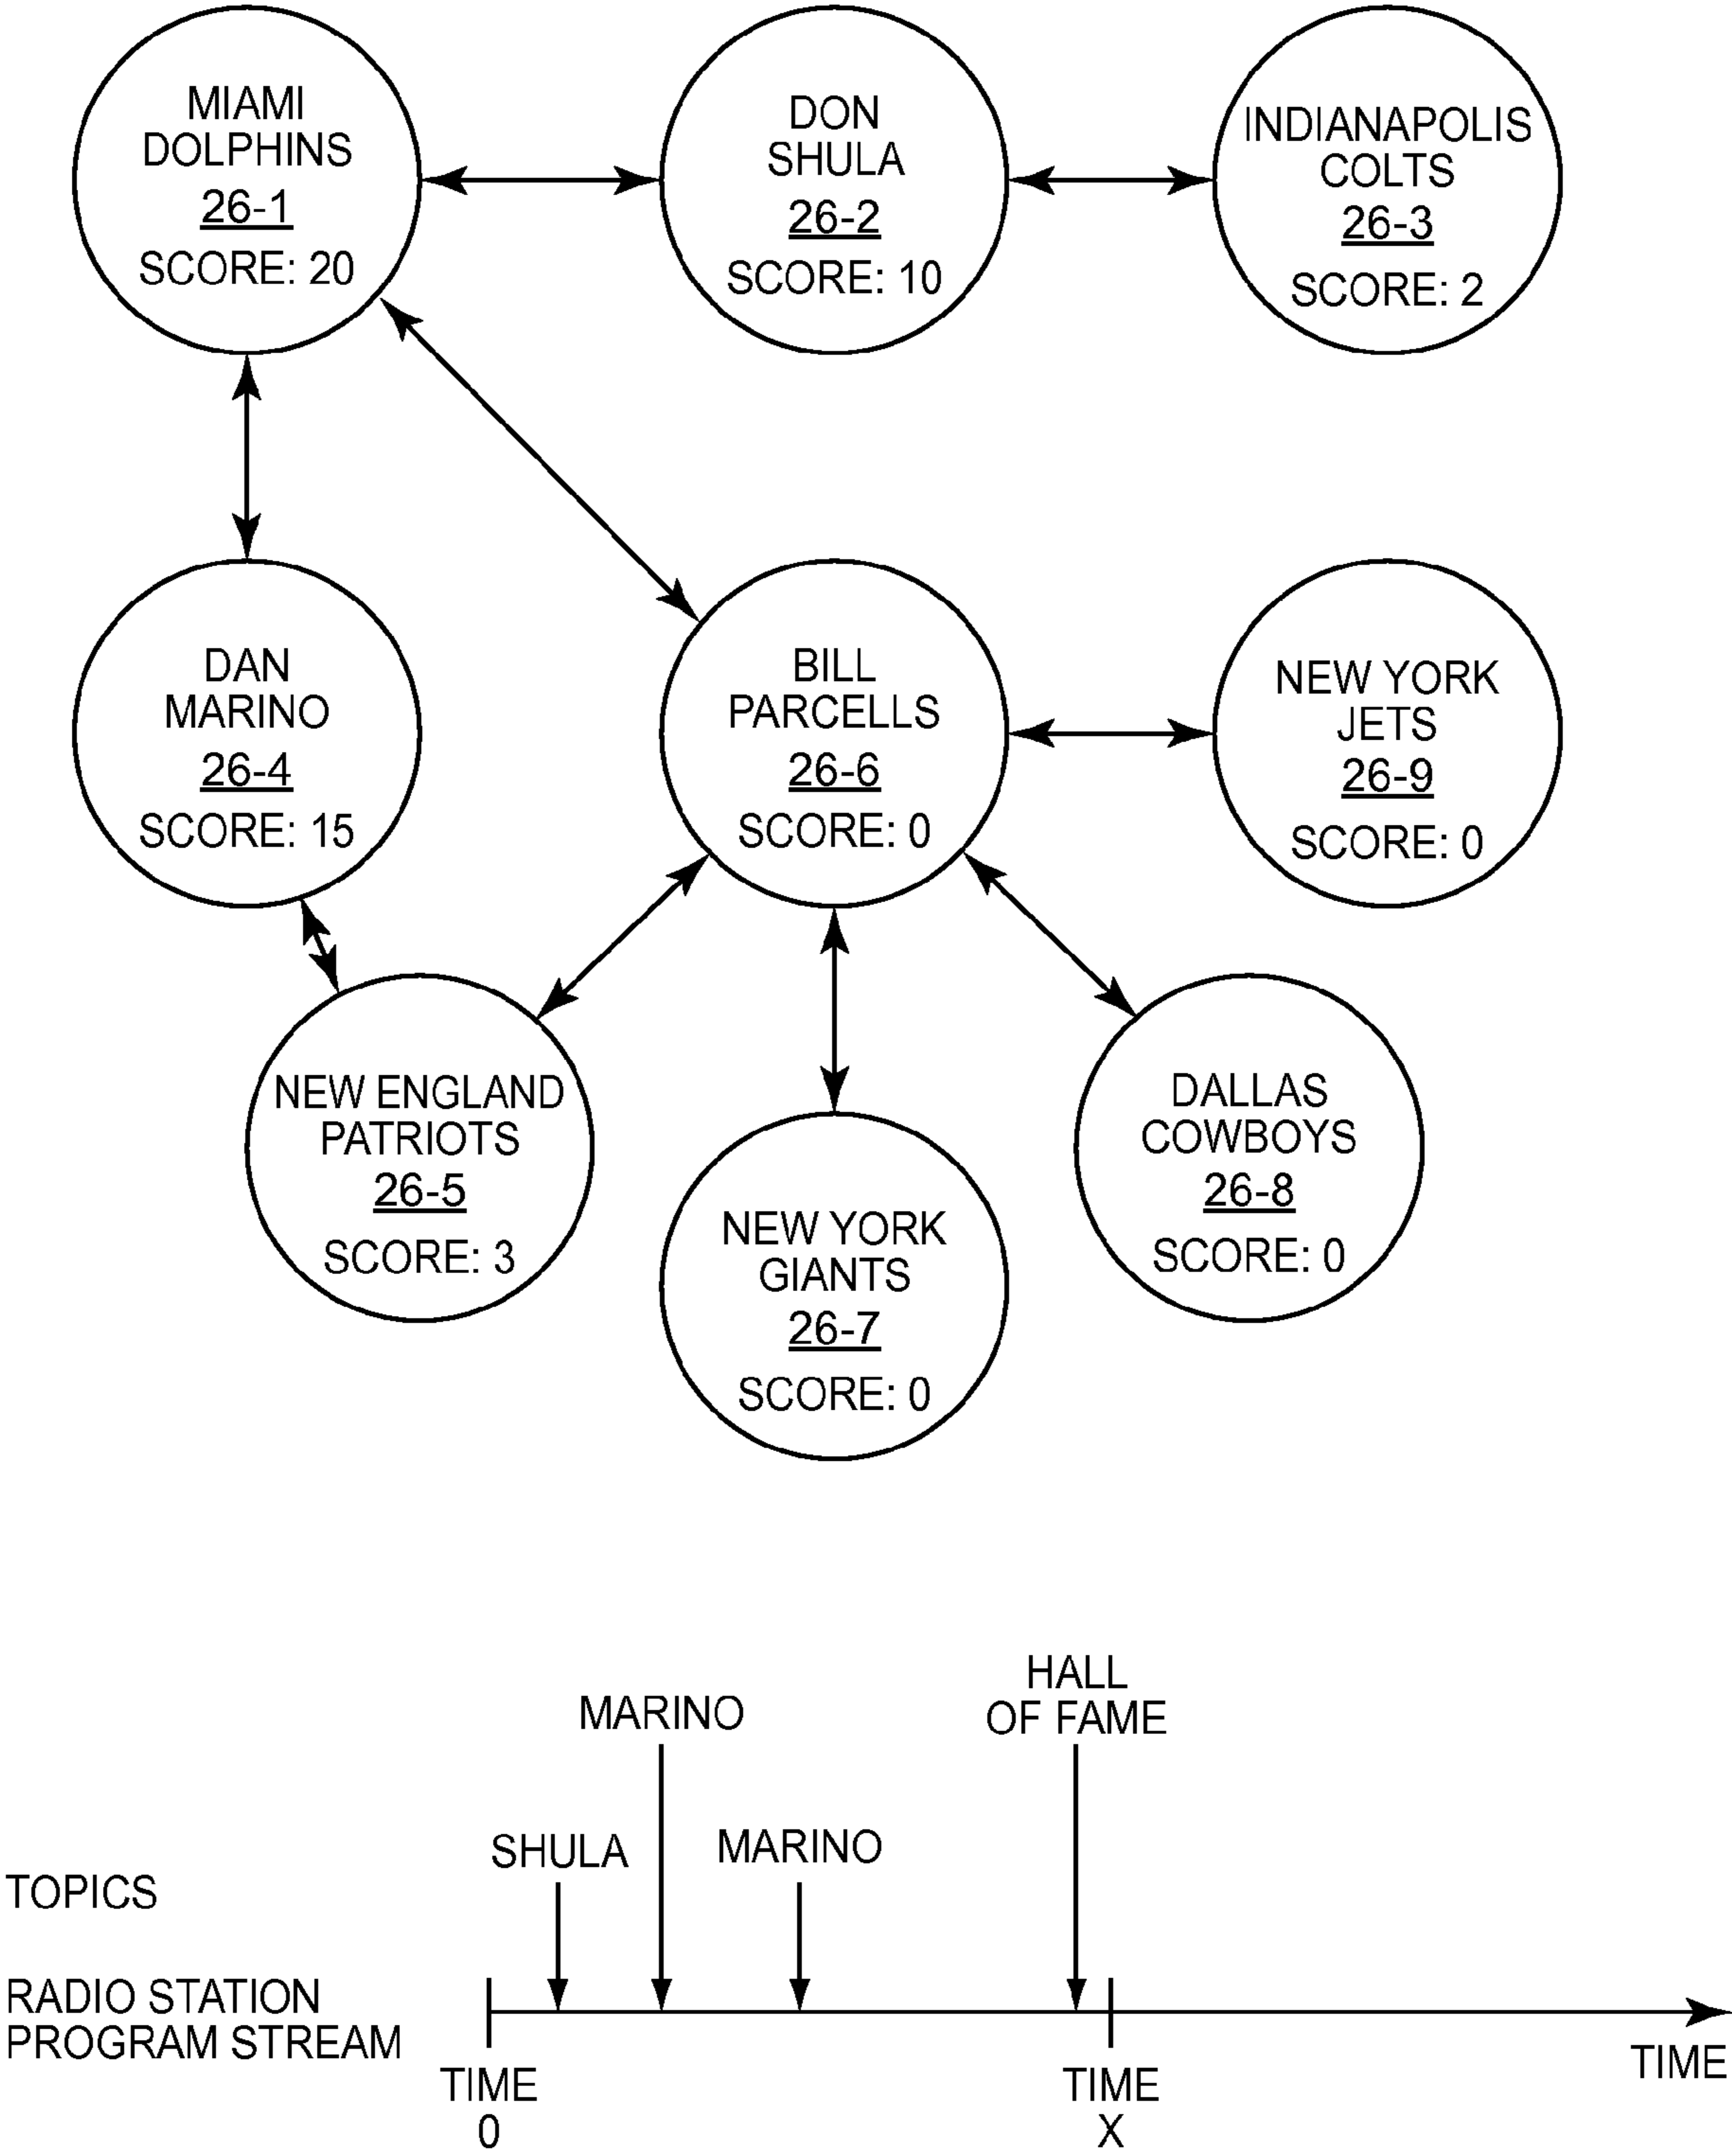 MIAMI
DOLPHINS
26-1
SCORE: 20
DON
SHULA
26-2
SCORE: 10
INDIANAPOLIS
COLTS
26-3
SCORE: 2
DAN
MARINO
26-4
SCORE: 15
BILL
PARCELLS
26-6
SCORE: 0
NEW YORK
JETS
26-9
SCORE: 0
NEW ENGLAND
PATRIOTS
26-5
SCORE: 3
NEW YORK
GIANTS
26-7
SCORE: 0
DALLAS
COWBOYS
26-8
SCORE: 0
TOPICS
SHULA
MARINO
MARINO
HALL
OF FAME
RADIO STATION
PROGRAM STREAM
TIME
0
TIME
X
TIME